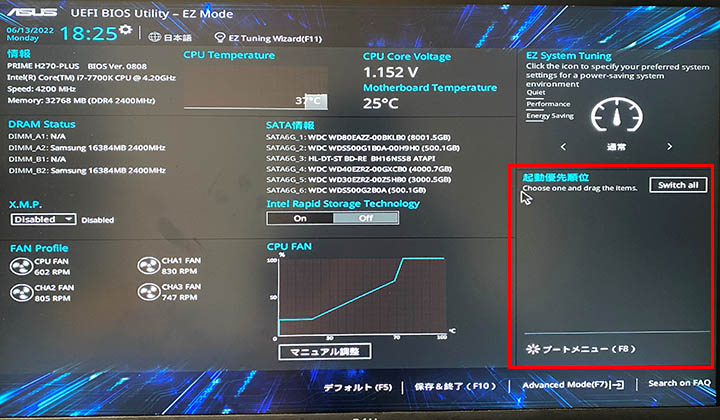 ASUS UEFI BIOS Utility – EZ Mode
06/13/2022
Monday
18:25
日本語
EZ Tuning Wizard(F11)
情報
PRIME H270-PLUS BIOS Ver. 0808
Intel(R) Core(TM) i7-7700K CPU @ 4.20GHz
Speed: 4200 MHz
Memory: 32768 MB (DDR4 2400MHz)
CPU Temperature
37°C
CPU Core Voltage
1.152 V
Motherboard Temperature
25°C
EZ System Tuning
Click the icon to specify your preferred system
settings for a power-saving system
environment
Quiet
Performance
Energy Saving
通常
DRAM Status
DIMM_A1: N/A
DIMM_A2: Samsung 16384MB 2400MHz
DIMM_B1: N/A
DIMM_B2: Samsung 16384MB 2400MHz
SATA情報
SATA6G_1: WDC WD80EAZZ-00BKLB0 (8001.5GB)
SATA6G_2: WDC WDS500G1B0A-00H9H0 (500.1GB)
SATA6G_3: HL-DT-ST BD-RE BH16NS58 ATAPI
SATA6G_4: WDC WD40EZRZ-00GXCB0 (4000.7GB)
SATA6G_5: WDC WD30EZRZ-00Z5HB0 (3000.5GB)
SATA6G_6: WDC WDS500G2B0A (500.1GB)
起動優先順位
Choose one and drag the items.
Switch all
X.M.P.
Disabled
Disabled
Intel Rapid Storage Technology
On
Off
FAN Profile
CPU FAN
602 RPM
CHA1 FAN
830 RPM
CHA2 FAN
805 RPM
CHA3 FAN
747 RPM
CPU FAN
%
100
50
0
0
30
70
100
°C
マニュアル調整
ブートメニュー(F8)
デフォルト(F5)
保存&終了(F10)
Advanced Mode(F7)
Search on FAQ